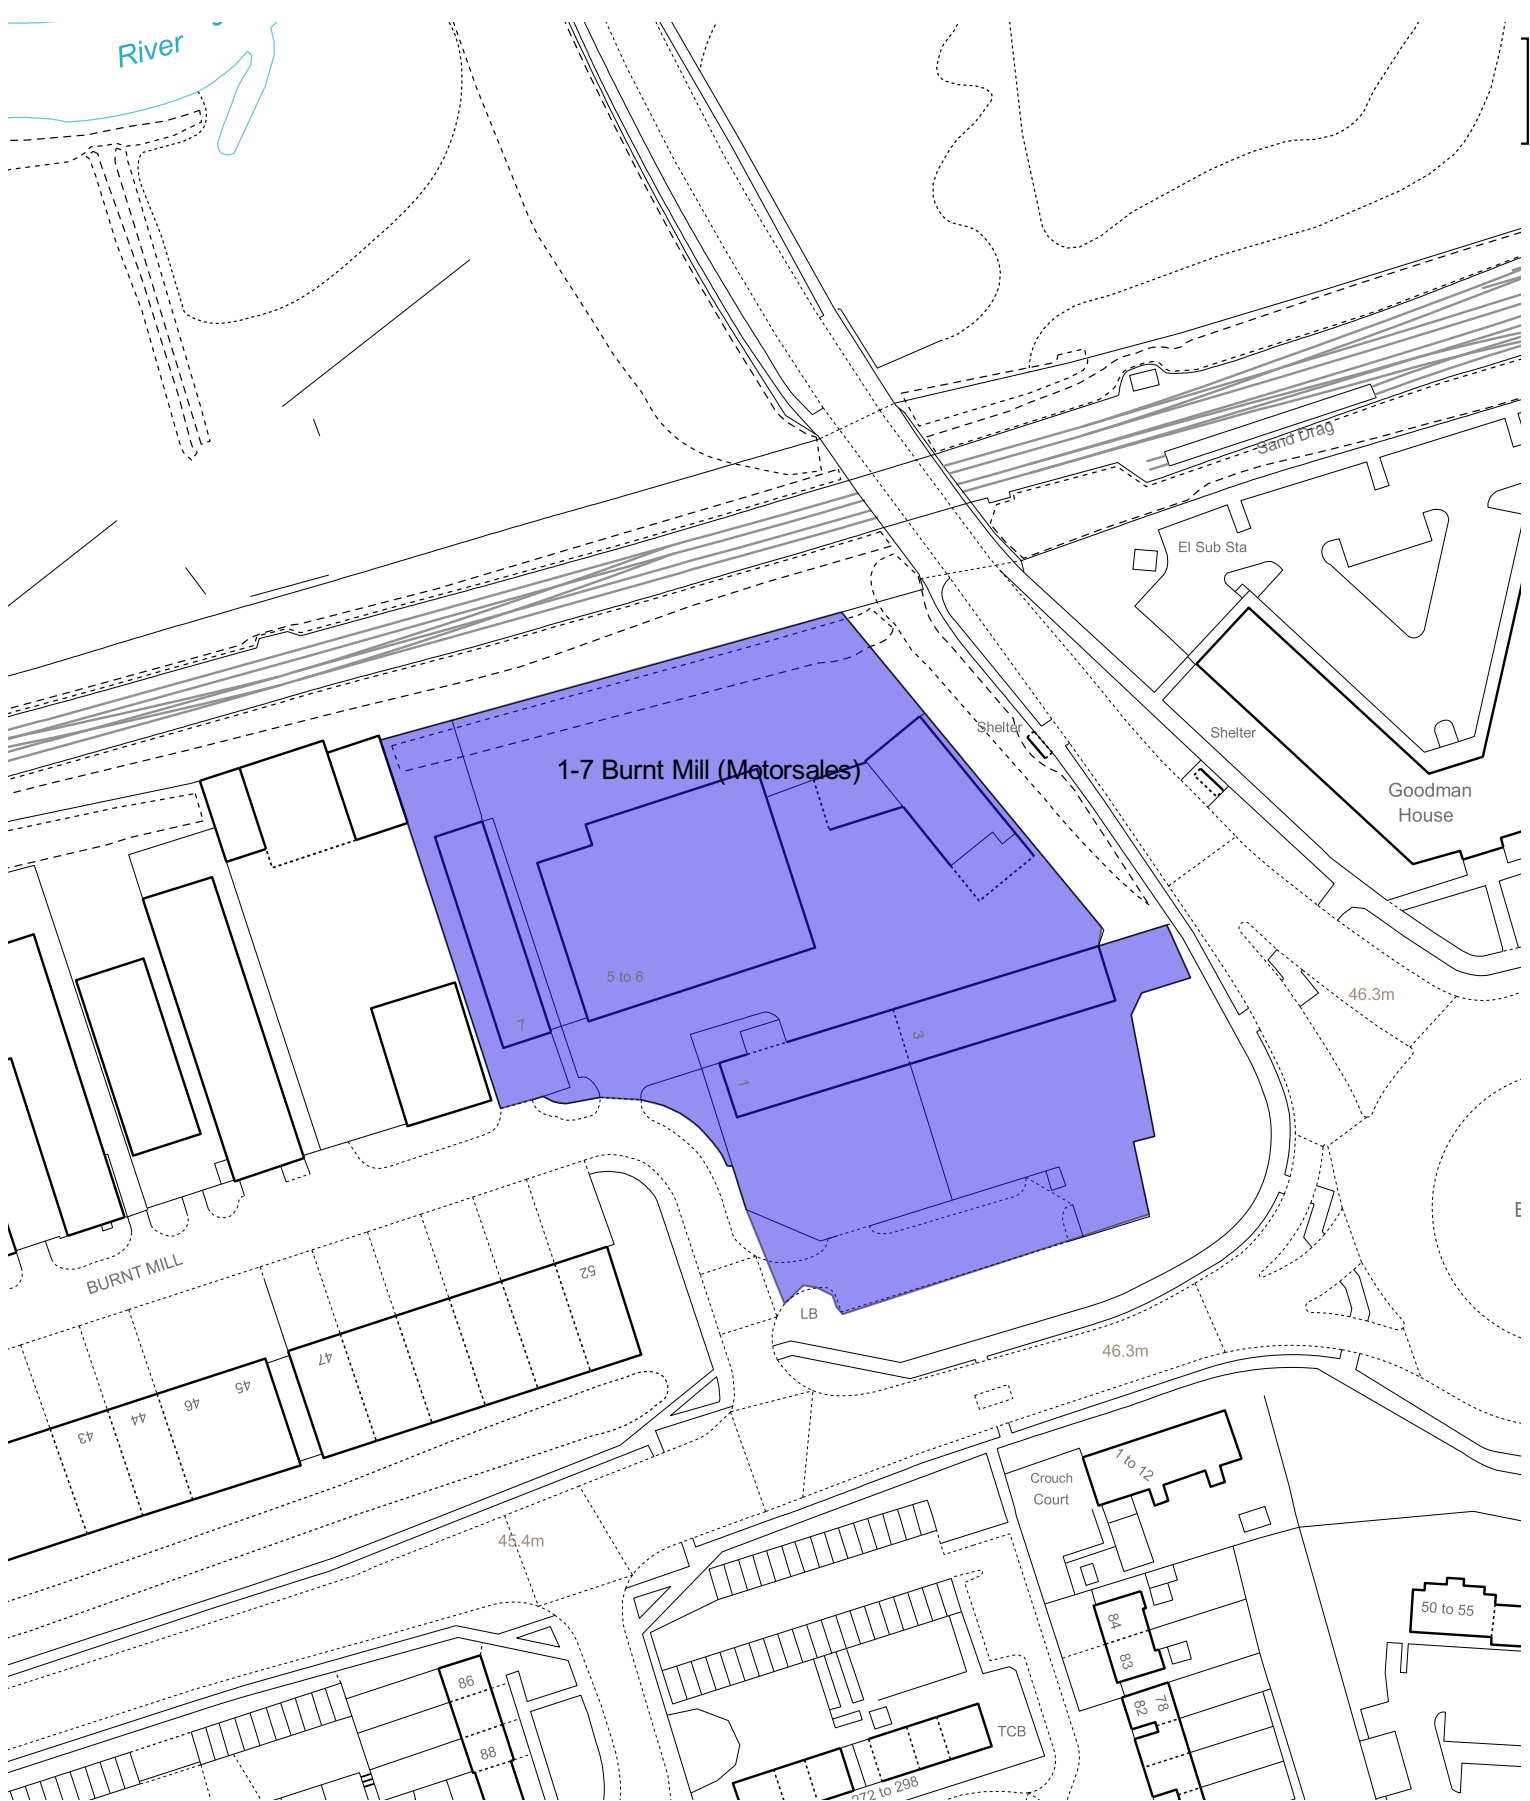 River
Sand Drag
El Sub Sta
Shelter
Shelter
1-7 Burnt Mill (Motorsales)
Goodman
House
5 to 6
46.3m
7
3
1
BURNT MILL
52
LB
47
46.3m
45
46
44
43
1 to 12
Crouch
Court
45.4m
84
50 to 55
83
86
78
82
TCB
88
272 to 298